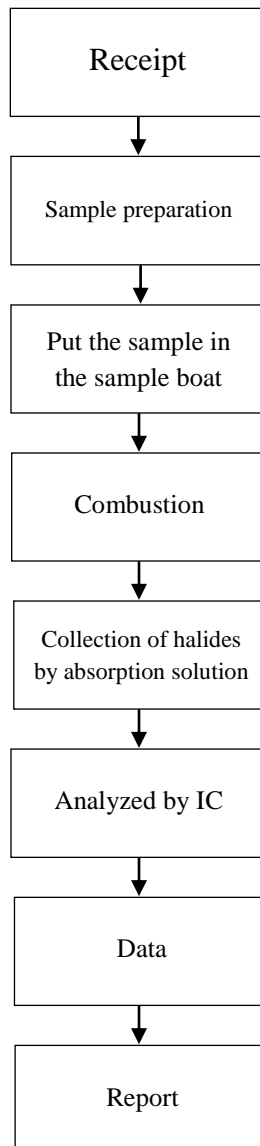 Receipt
Sample preparation
Put the sample in
the sample boat
Combustion
Collection of halides
by absorption solution
Analyzed by IC
Data
Report